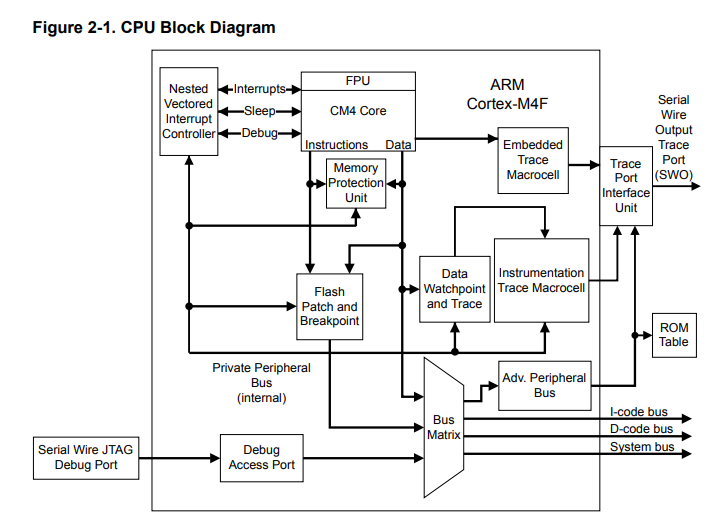 Figure 2-1. CPU Block Diagram
Nested
Vectored
Interrupt
Controller
Interrupts
Sleep
Debug
FPU
CM4 Core
Instructions
Data
ARM
Cortex-M4F
Memory
Protection
Unit
Embedded
Trace
Macrocell
Trace
Port
Interface
Unit
Serial
Wire
Output
Trace
Port
(SWO)
Flash
Patch and
Breakpoint
Data
Watchpoint
and Trace
Instrumentation
Trace Macrocell
ROM
Table
Private Peripheral
Bus
(internal)
Adv. Peripheral
Bus
Bus
Matrix
I-code bus
D-code bus
System bus
Serial Wire JTAG
Debug Port
Debug
Access Port